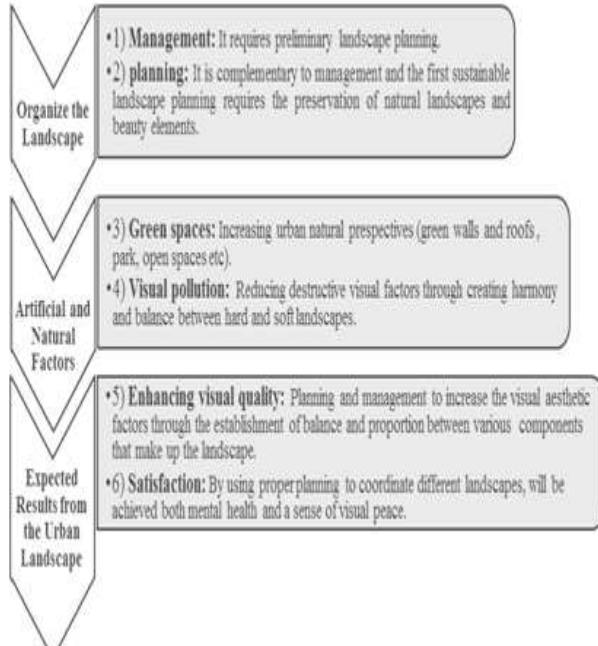 •1) Management: It requires preliminary landscape planning.
•2) planning: It is complementary to management and the first sustainable
landscape planning requires the preservation of natural landscapes and
beauty elements.
Organize the
Landscape
•3) Green spaces: Increasing urban natural prespectives (green walls and roofs ,
park, open spaces etc).
•4) Visual pollution: Reducing destructive visual factors through creating harmony
and balance between hard and soft landscapes.
Artificial and
Natural
Factors
•5) Enhancing visual quality: Planning and management to increase the visual aesthetic
factors through the establishment of balance and proportion between various components
that make up the landscape.
•6) Satisfaction: By using proper planning to coordinate different landscapes, will be
achieved both mental health and a sense of visual peace.
Expected
Results from
the Urban
Landscape